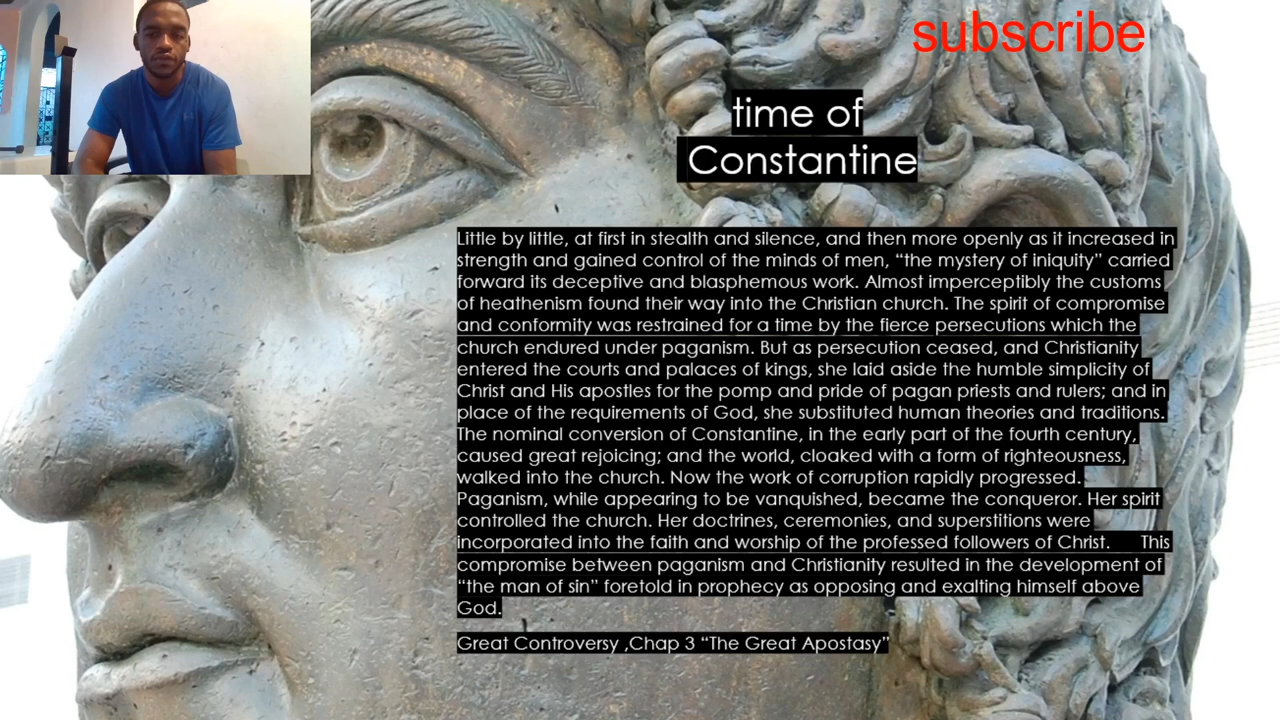 subscribe
time of
Constantine
Little by little, at first in stealth and silence, and then more openly as it increased in
strength and gained control of the minds of men, “the mystery of iniquity” carried
forward its deceptive and blasphemous work. Almost imperceptibly the customs
of heathenism found their way into the Christian church. The spirit of compromise
and conformity was restrained for a time by the fierce persecutions which the
church endured under paganism. But as persecution ceased, and Christianity
entered the courts and palaces of kings, she laid aside the humble simplicity of
Christ and His apostles for the pomp and pride of pagan priests and rulers; and in
place of the requirements of God, she substituted human theories and traditions.
The nominal conversion of Constantine, in the early part of the fourth century,
caused great rejoicing; and the world, cloaked with a form of righteousness,
walked into the church. Now the work of corruption rapidly progressed.
Paganism, while appearing to be vanquished, became the conqueror. Her spirit
controlled the church. Her doctrines, ceremonies, and superstitions were
incorporated into the faith and worship of the professed followers of Christ. This
compromise between paganism and Christianity resulted in the development of
“the man of sin” foretold in prophecy as opposing and exalting himself above
God.
Great Controversy ,Chap 3 “The Great Apostasy”